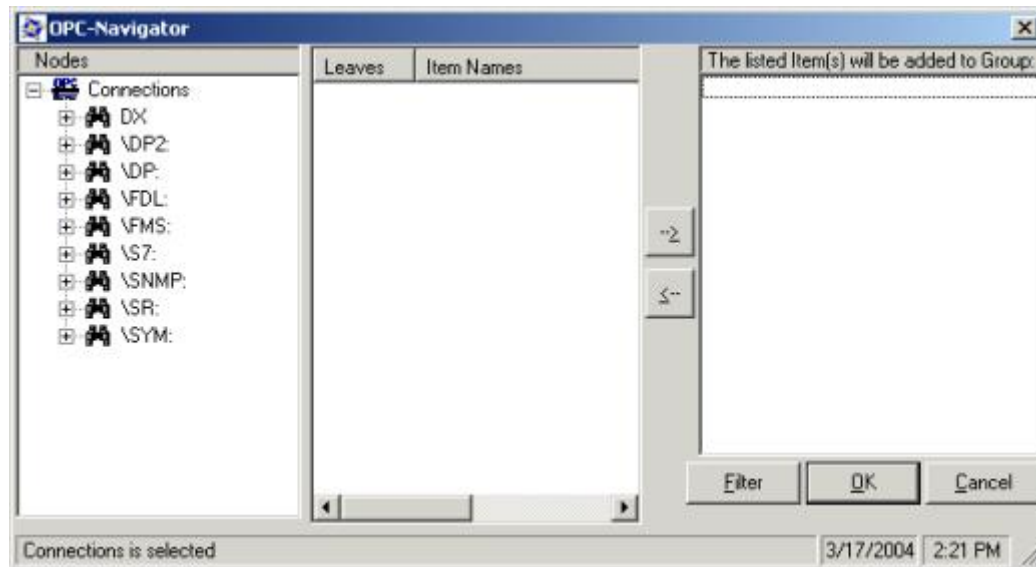 OPC-Navigator
Nodes
Connections
DX
\DP2:
\DP:
\FDL:
\FMS:
\S7:
\SNMP:
\SR:
\SYM:
Leaves Item Names
The listed Item(s) will be added to Group:
Filter OK Cancel
Connections is selected 3/17/2004 2:21 PM